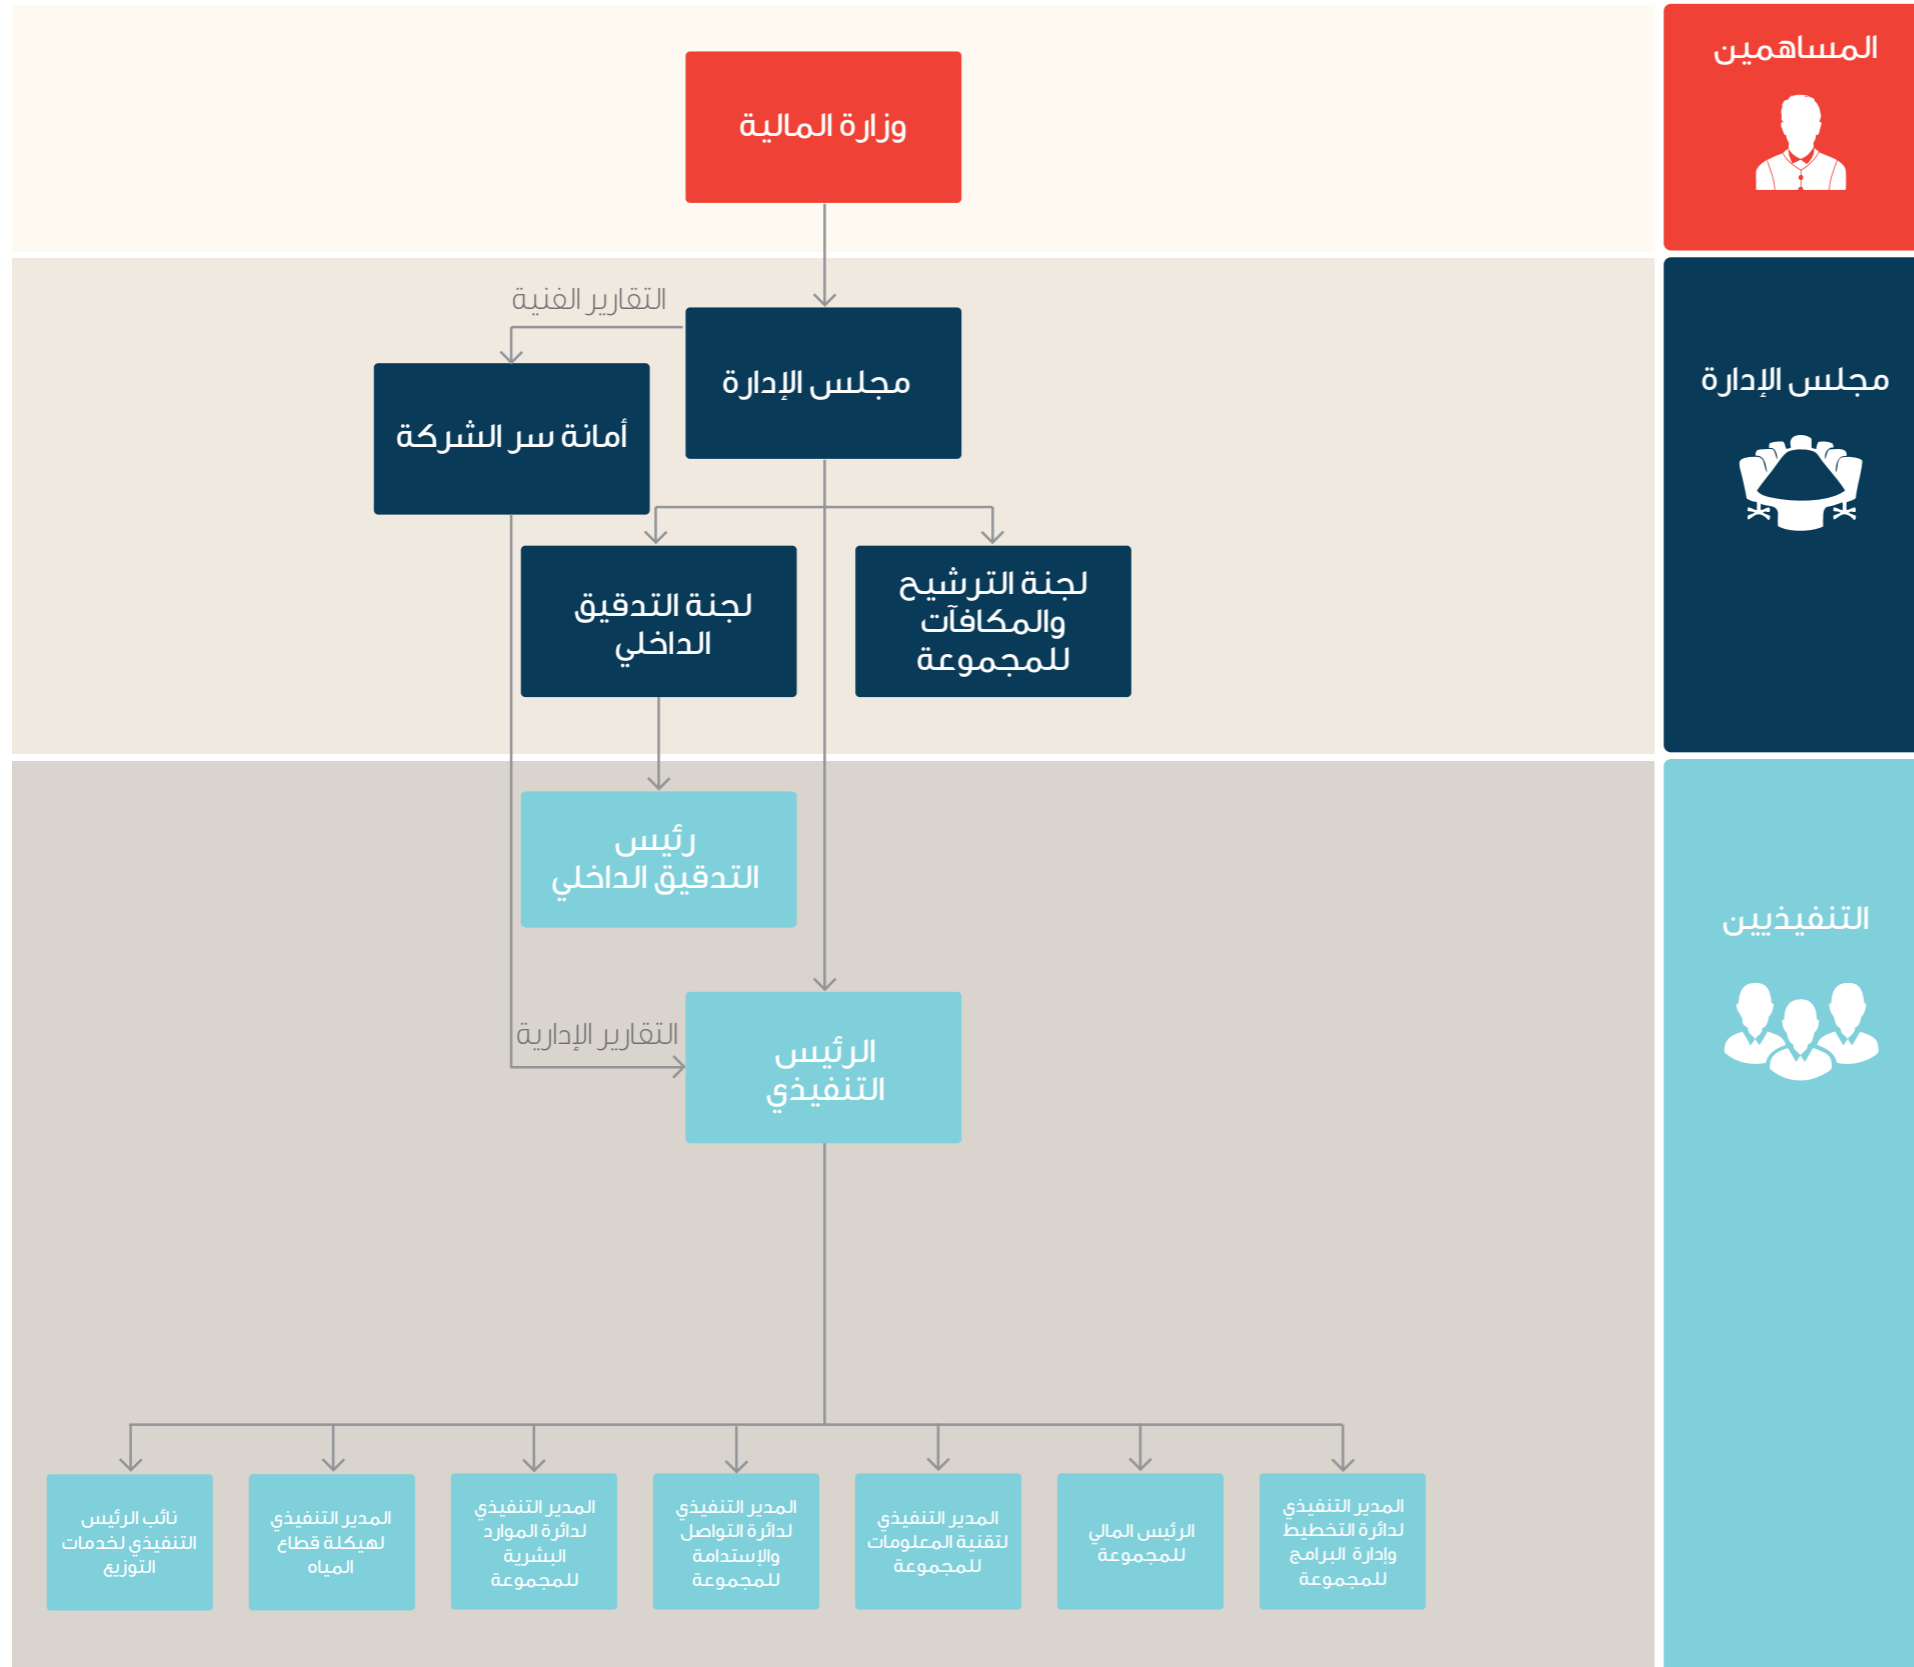 المساهمين
وزارة المالية
مجلس الإدارة
التقارير الفنية
مجلس الإدارة
أمانة سر الشركة
لجنة الترشيح
والمكافآت
للمجموعة
لجنة التدقيق
الداخلي
التنفيذيين
رئيس
التدقيق الداخلي
التقارير الإدارية
الرئيس
التنفيذي
المدير التنفيذي
لدائرة التخطيط
وإدارة البرامج
للمجموعة
الرئيس المالي
للمجموعة
المدير التنفيذي
لتقنية المعلومات
للمجموعة
المدير التنفيذي
لدائرة التواصل
والإستدامة
للمجموعة
المدير التنفيذي
لدائرة الموارد
البشرية
للمجموعة
المدير التنفيذي
لهيكلة قطاع
المياه
نائب الرئيس
التنفيذي لخدمات
التوزيع